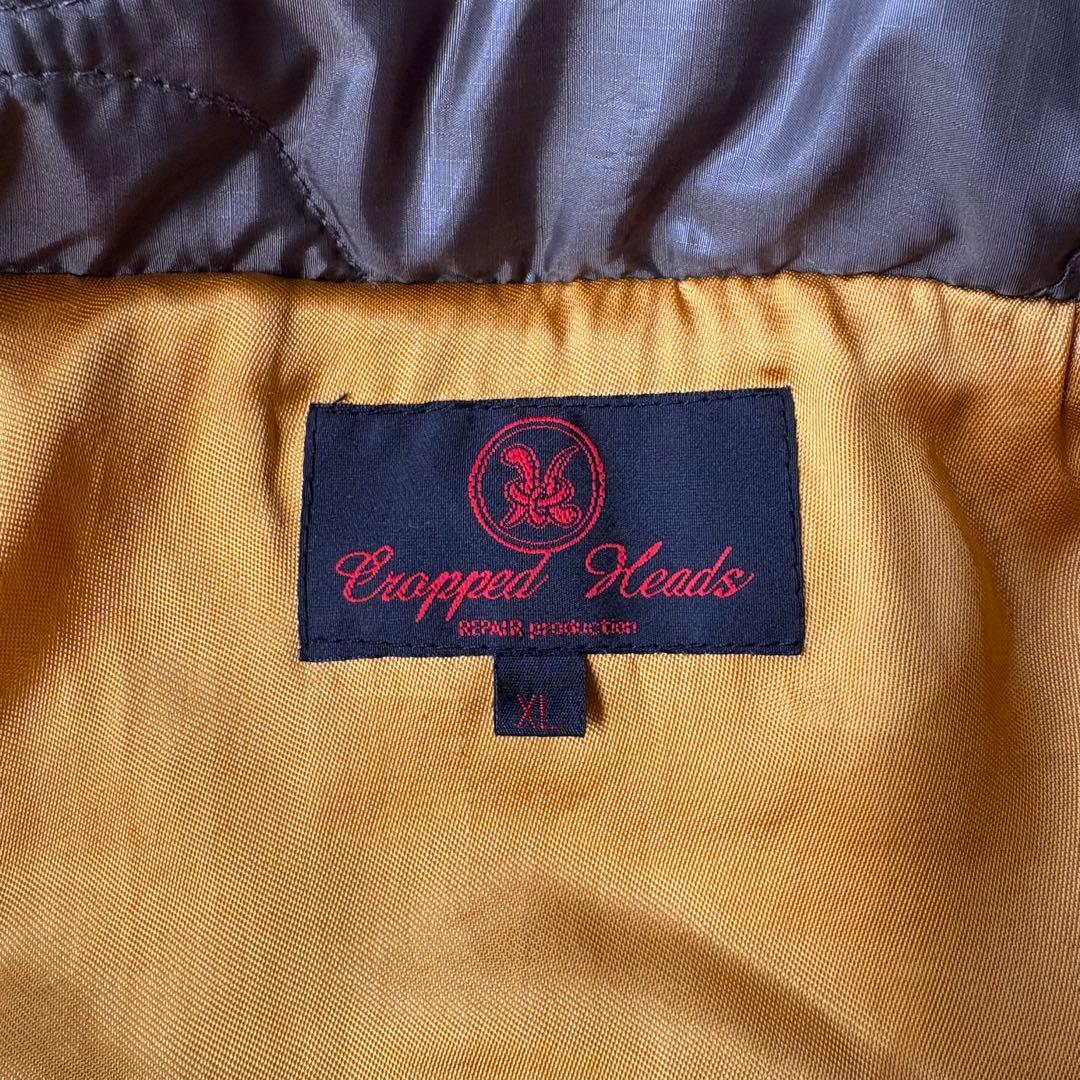 Cropped Heads
REPAIR production
XL